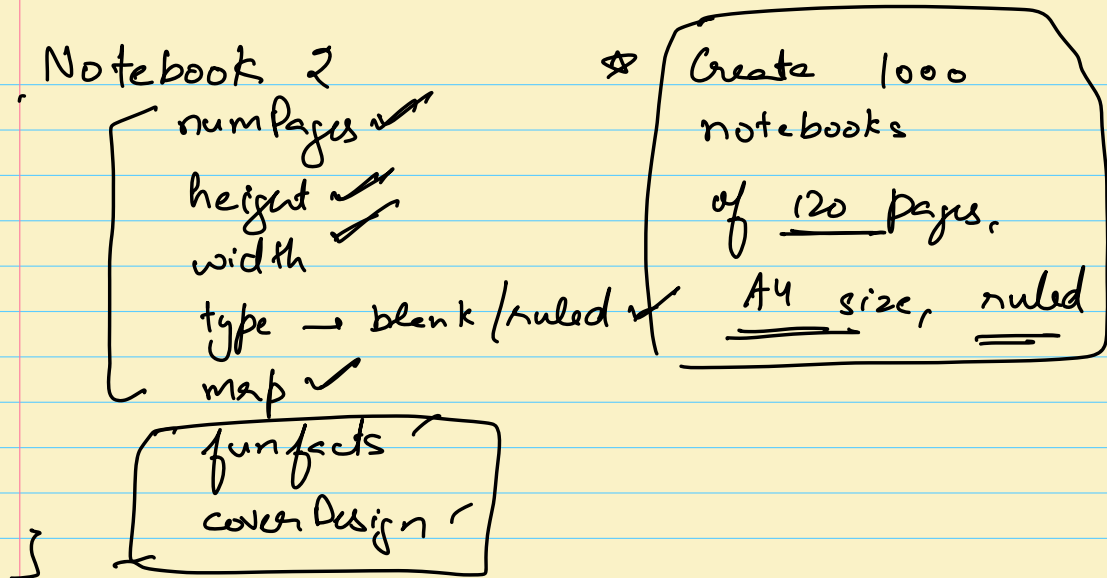 Notebook {
numPages
height
width
type → blank/ruled
map
funfacts
coverDesign
}
☆ Create 1000
notebooks
of 120 pages,
A4 size, ruled